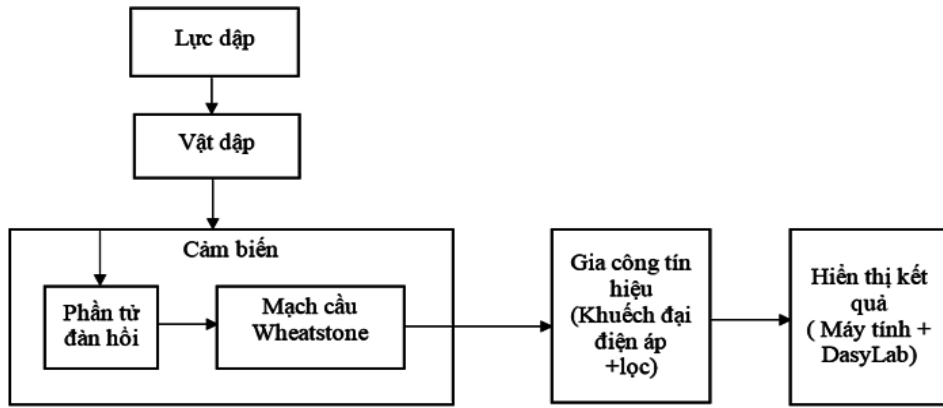 Lực dập
Vật dập
Cảm biến
Phần tử
đàn hồi
Mạch cầu
Wheatstone
Gia công tín
hiệu
(Khuếch đại
điện áp
+lọc)
Hiển thị kết
quả
( Máy tính +
DasyLab)